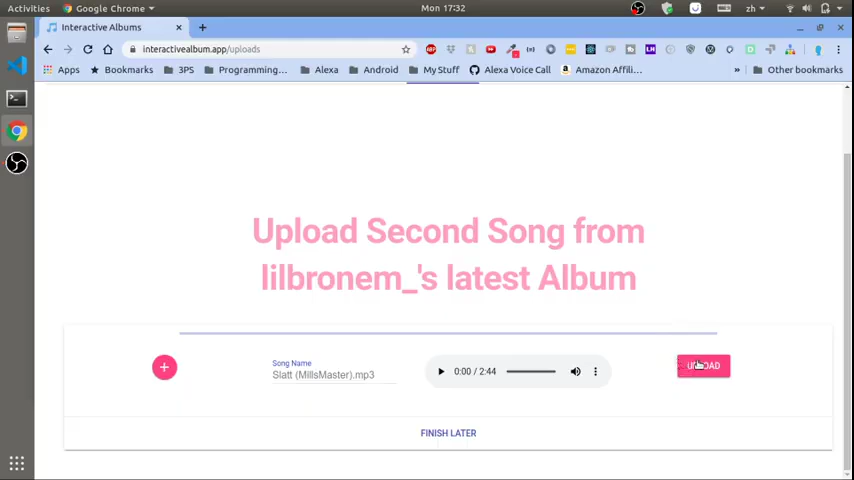 Activities
Google Chrome
Mon 17:32
zh
Interactive Albums
interactivealbum.app/uploads
Apps
Bookmarks
3PS
Programming…
Alexa
Android
My Stuff
Alexa Voice Call
Amazon Affili…
»
Other bookmarks
Upload Second Song from
lilbronem_'s latest Album
Song Name
Slatt (MillsMaster).mp3
0:00 / 2:44
UPLOAD
FINISH LATER